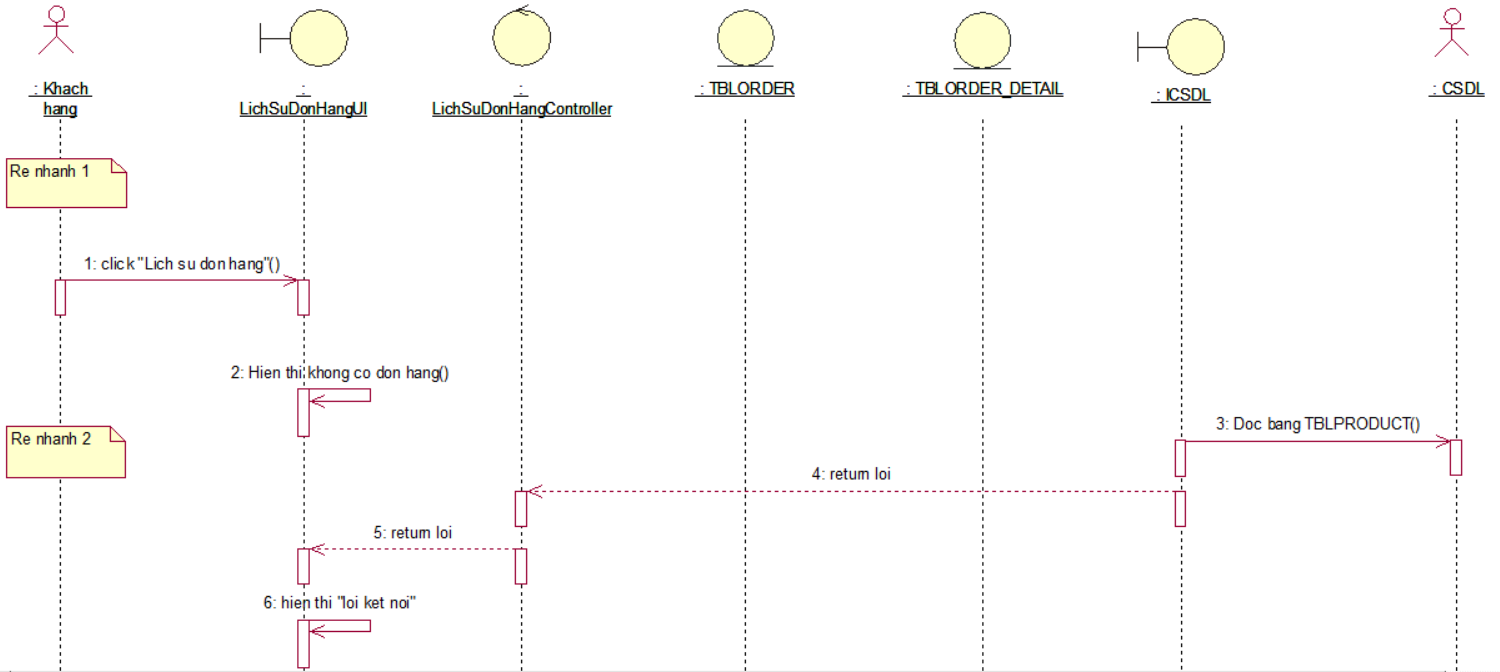 : Khach
hang
:
LichSuDonHangUI
:
LichSuDonHangController
: TBLORDER
: TBLORDER_DETAIL
: ICSDL
: CSDL
Re nhanh 1
1: click "Lich su don hang"()
2: Hien thi khong co don hang()
Re nhanh 2
3: Doc bang TBLPRODUCT()
4: return loi
5: return loi
6: hien thi "loi ket noi"